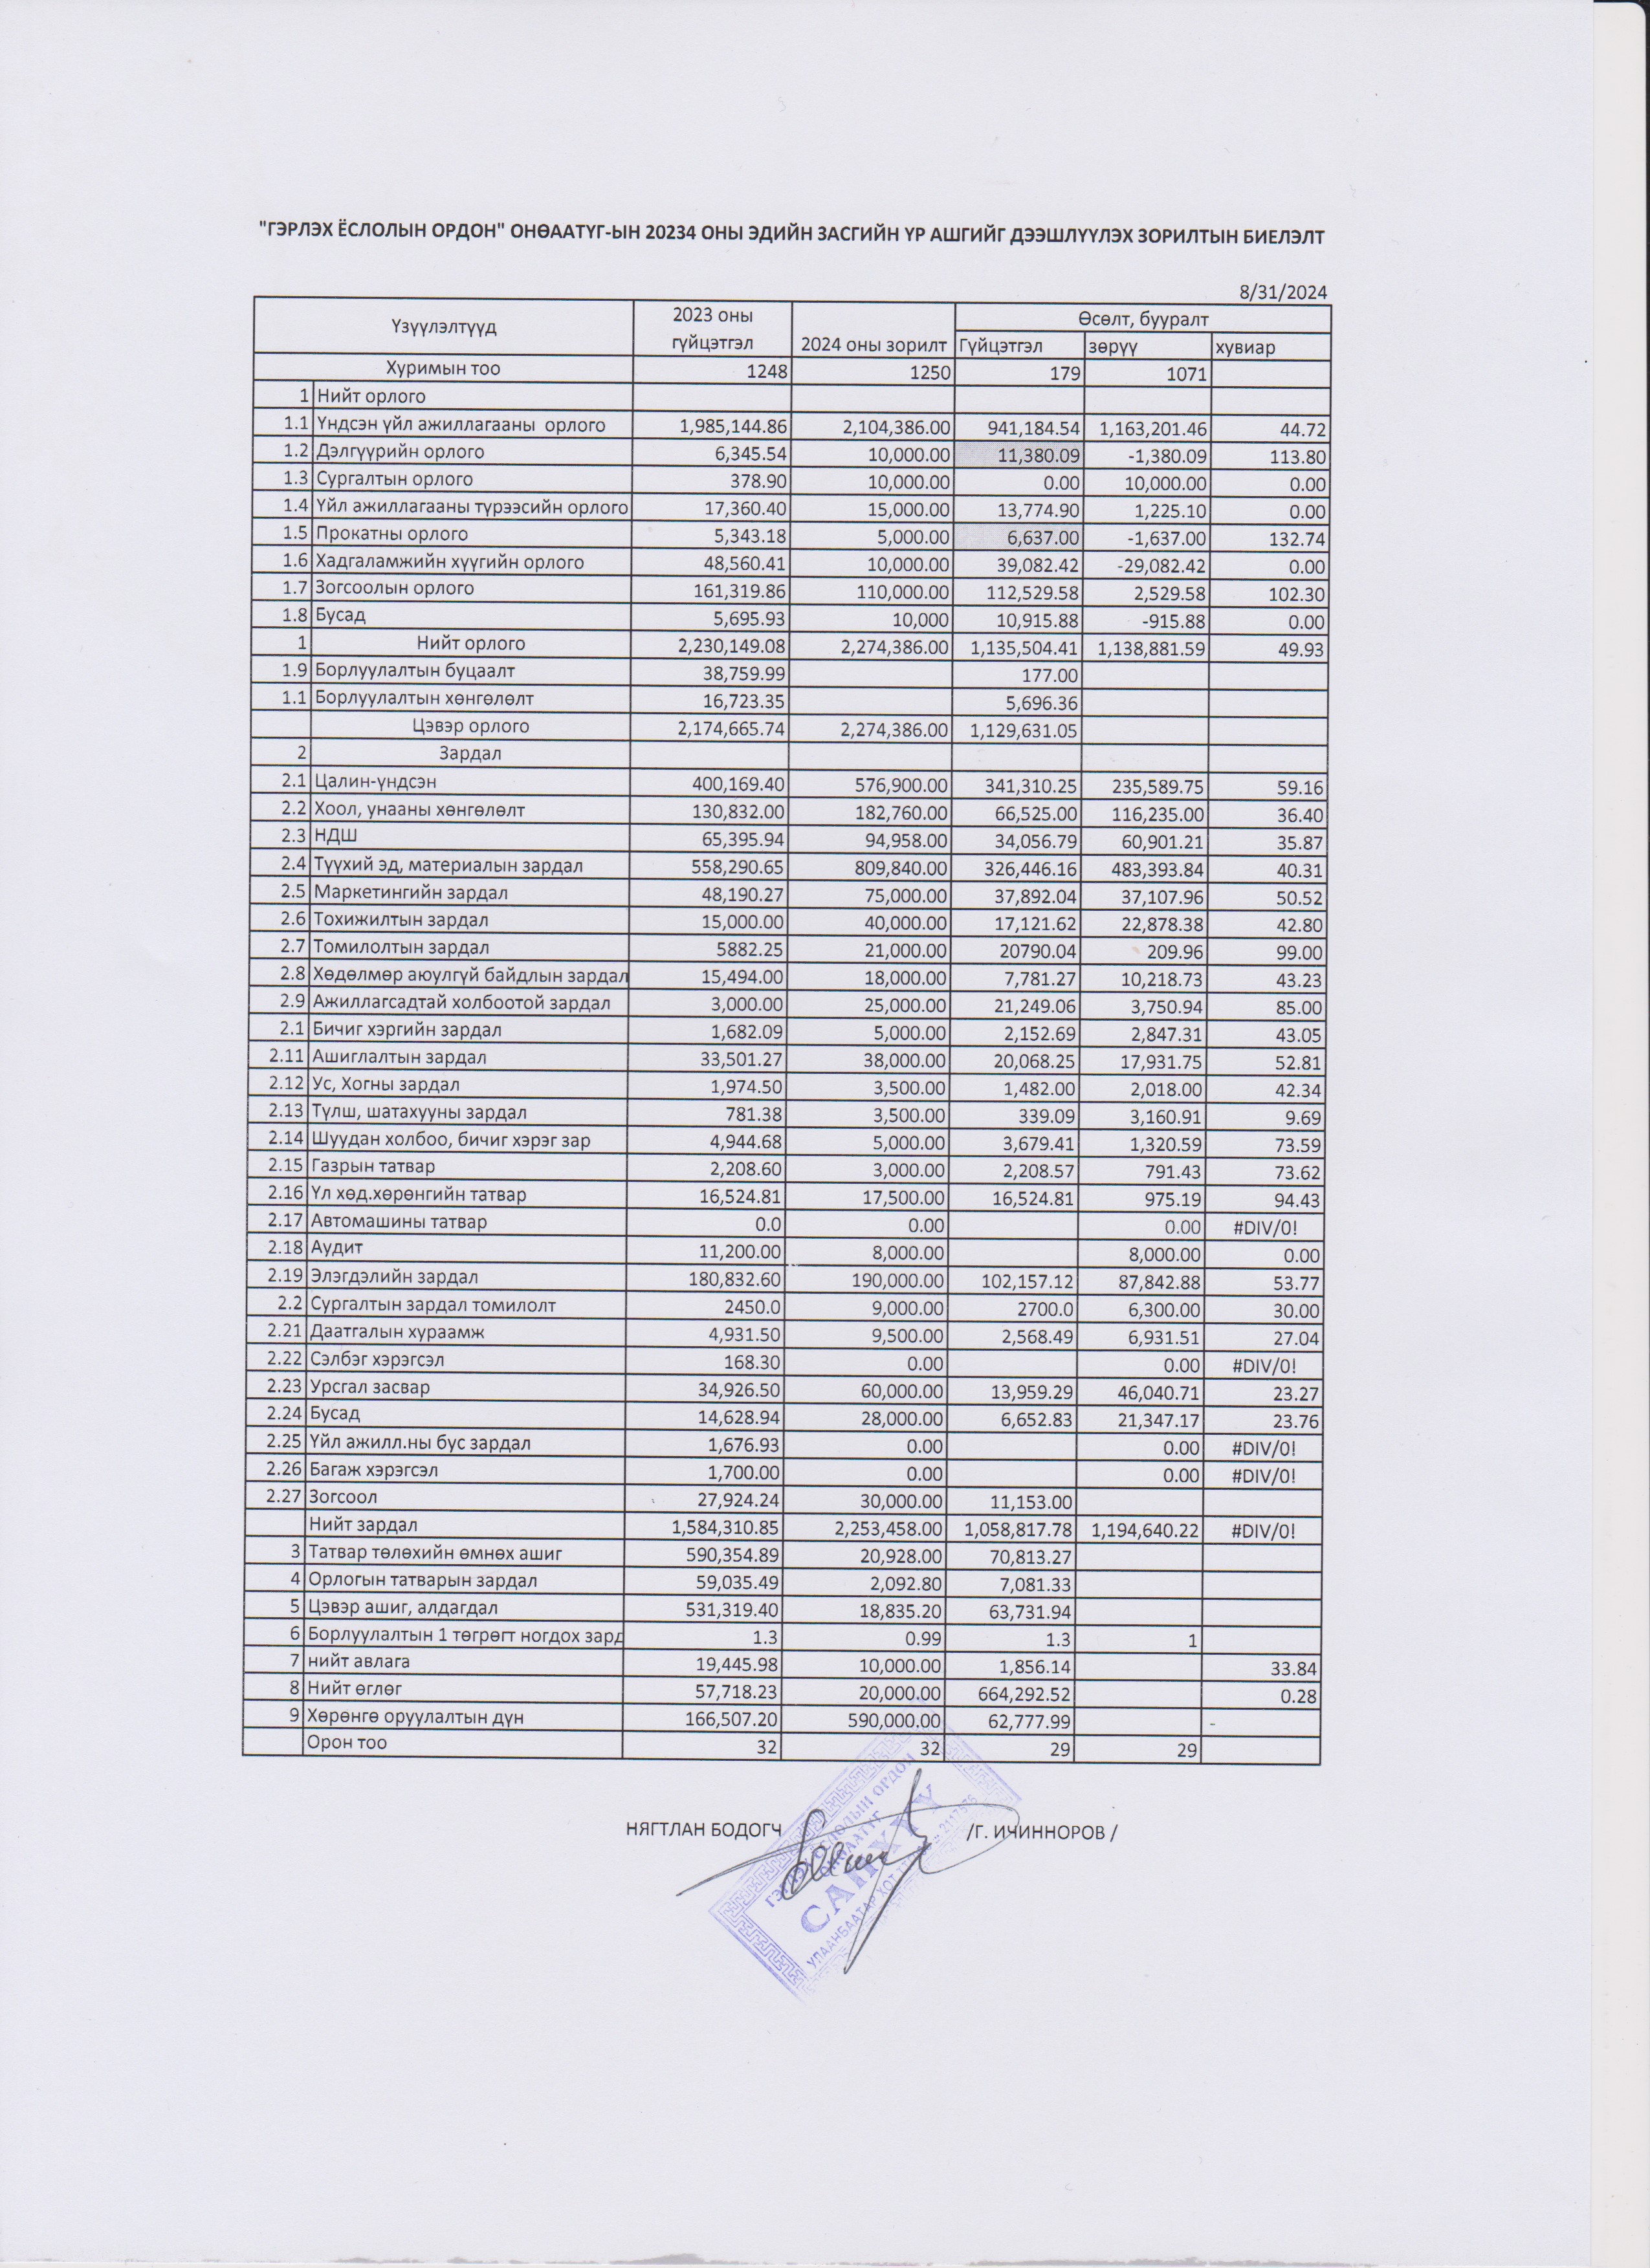 "ГЭРЛЭХ ЁСЛОЛЫН ОРДОН" ОНӨААТҮГ-ЫН 20234 ОНЫ ЭДИЙН ЗАСГИЙН ҮР АШГИЙГ ДЭЭШЛҮҮЛЭХ ЗОРИЛТЫН БИЕЛЭЛТ
8/31/2024
Үзүүлэлтүүд 2023 оны гүйцэтгэл 2024 оны зорилт Өсөлт, бууралт
Гүйцэтгэл зөрүү хувиар
Хуримын тоо 1248 1250 179 1071
1 Нийт орлого
1.1 Үндсэн үйл ажиллагааны орлого 1,985,144.86 2,104,386.00 941,184.54 1,163,201.46 44.72
1.2 Дэлгүүрийн орлого 6,345.54 10,000.00 11,380.09 -1,380.09 113.80
1.3 Сургалтын орлого 378.90 10,000.00 0.00 10,000.00 0.00
1.4 Үйл ажиллагааны түрээсийн орлого 17,360.40 15,000.00 13,774.90 1,225.10 0.00
1.5 Прокатны орлого 5,343.18 5,000.00 6,637.00 -1,637.00 132.74
1.6 Хадгаламжийн хүүгийн орлого 48,560.41 10,000.00 39,082.42 -29,082.42 0.00
1.7 Зогсоолын орлого 161,319.86 110,000.00 112,529.58 2,529.58 102.30
1.8 Бусад 5,695.93 10,000 10,915.88 -915.88 0.00
1 Нийт орлого 2,230,149.08 2,274,386.00 1,135,504.41 1,138,881.59 49.93
1.9 Борлуулалтын буцаалт 38,759.99 177.00
1.1 Борлуулалтын хөнгөлөлт 16,723.35 5,696.36
Цэвэр орлого 2,174,665.74 2,274,386.00 1,129,631.05
2 Зардал
2.1 Цалин-үндсэн 400,169.40 576,900.00 341,310.25 235,589.75 59.16
2.2 Хоол, унааны хөнгөлөлт 130,832.00 182,760.00 66,525.00 116,235.00 36.40
2.3 НДШ 65,395.94 94,958.00 34,056.79 60,901.21 35.87
2.4 Түүхий эд, материалын зардал 558,290.65 809,840.00 326,446.16 483,393.84 40.31
2.5 Маркетингийн зардал 48,190.27 75,000.00 37,892.04 37,107.96 50.52
2.6 Тохижилтын зардал 15,000.00 40,000.00 17,121.62 22,878.38 42.80
2.7 Томилолтын зардал 5882.25 21,000.00 20790.04 209.96 99.00
2.8 Хөдөлмөр аюулгүй байдлын зардал 15,494.00 18,000.00 7,781.27 10,218.73 43.23
2.9 Ажиллагсадтай холбоотой зардал 3,000.00 25,000.00 21,249.06 3,750.94 85.00
2.1 Бичиг хэргийн зардал 1,682.09 5,000.00 2,152.69 2,847.31 43.05
2.11 Ашиглалтын зардал 33,501.27 38,000.00 20,068.25 17,931.75 52.81
2.12 Ус, Хогны зардал 1,974.50 3,500.00 1,482.00 2,018.00 42.34
2.13 Түлш, шатахууны зардал 781.38 3,500.00 339.09 3,160.91 9.69
2.14 Шуудан холбоо, бичиг хэрэг зар 4,944.68 5,000.00 3,679.41 1,320.59 73.59
2.15 Газрын татвар 2,208.60 3,000.00 2,208.57 791.43 73.62
2.16 Үл хөд.хөрөнгийн татвар 16,524.81 17,500.00 16,524.81 975.19 94.43
2.17 Автомашины татвар 0.0 0.00 0.00 #DIV/0!
2.18 Аудит 11,200.00 8,000.00 8,000.00 0.00
2.19 Элэгдэлийн зардал 180,832.60 190,000.00 102,157.12 87,842.88 53.77
2.2 Сургалтын зардал томилолт 2450.0 9,000.00 2700.0 6,300.00 30.00
2.21 Даатгалын хураамж 4,931.50 9,500.00 2,568.49 6,931.51 27.04
2.22 Сэлбэг хэрэгсэл 168.30 0.00 0.00 #DIV/0!
2.23 Урсгал засвар 34,926.50 60,000.00 13,959.29 46,040.71 23.27
2.24 Бусад 14,628.94 28,000.00 6,652.83 21,347.17 23.76
2.25 Үйл ажилл.ны бус зардал 1,676.93 0.00 0.00 #DIV/0!
2.26 Багаж хэрэгсэл 1,700.00 0.00 0.00 #DIV/0!
2.27 Зогсоол 27,924.24 30,000.00 11,153.00
Нийт зардал 1,584,310.85 2,253,458.00 1,058,817.78 1,194,640.22 #DIV/0!
3 Татвар төлөхийн өмнөх ашиг 590,354.89 20,928.00 70,813.27
4 Орлогын татварын зардал 59,035.49 2,092.80 7,081.33
5 Цэвэр ашиг, алдагдал 531,319.40 18,835.20 63,731.94
6 Борлуулалтын 1 төгрөгт ногдох зард 1.3 0.99 1.3 1
7 нийт авлага 19,445.98 10,000.00 1,856.14 33.84
8 Нийт өглөг 57,718.23 20,000.00 664,292.52 0.28
9 Хөрөнгө оруулалтын дүн 166,507.20 590,000.00 62,777.99 -
Орон тоо 32 32 29 29
НЯГТЛАН БОДОГЧ /Г. ИЧИННОРОВ /
САНХҮҮ
УЛААНБААТАР ХОТ